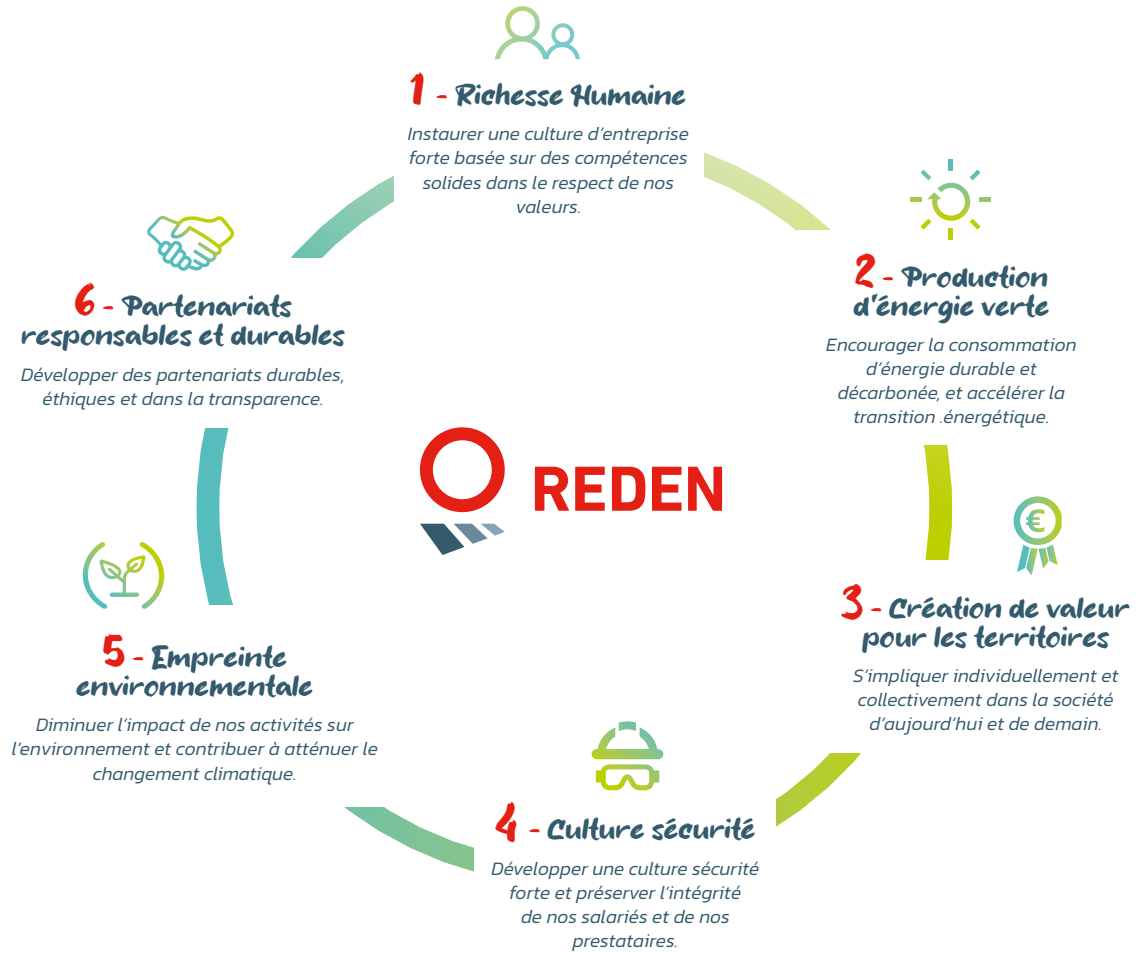 1 - Richesse Humaine
Instaurer une culture d'entreprise
forte basée sur des compétences
solides dans le respect de nos
valeurs.
2 - Production
d'énergie verte
Encourager la consommation
d'énergie durable et
décarbonée, et accélérer la
transition .énergétique.
3 - Création de valeur
pour les territoires
S'impliquer individuellement et
collectivement dans la société
d'aujourd'hui et de demain.
4 - Culture sécurité
Développer une culture sécurité
forte et préserver l'intégrité
de nos salariés et de nos
prestataires.
5 - Empreinte
environnementale
Diminuer l'impact de nos activités sur
l'environnement et contribuer à atténuer le
changement climatique.
6 - Partenariats
responsables et durables
Développer des partenariats durables,
éthiques et dans la transparence.
REDEN
€